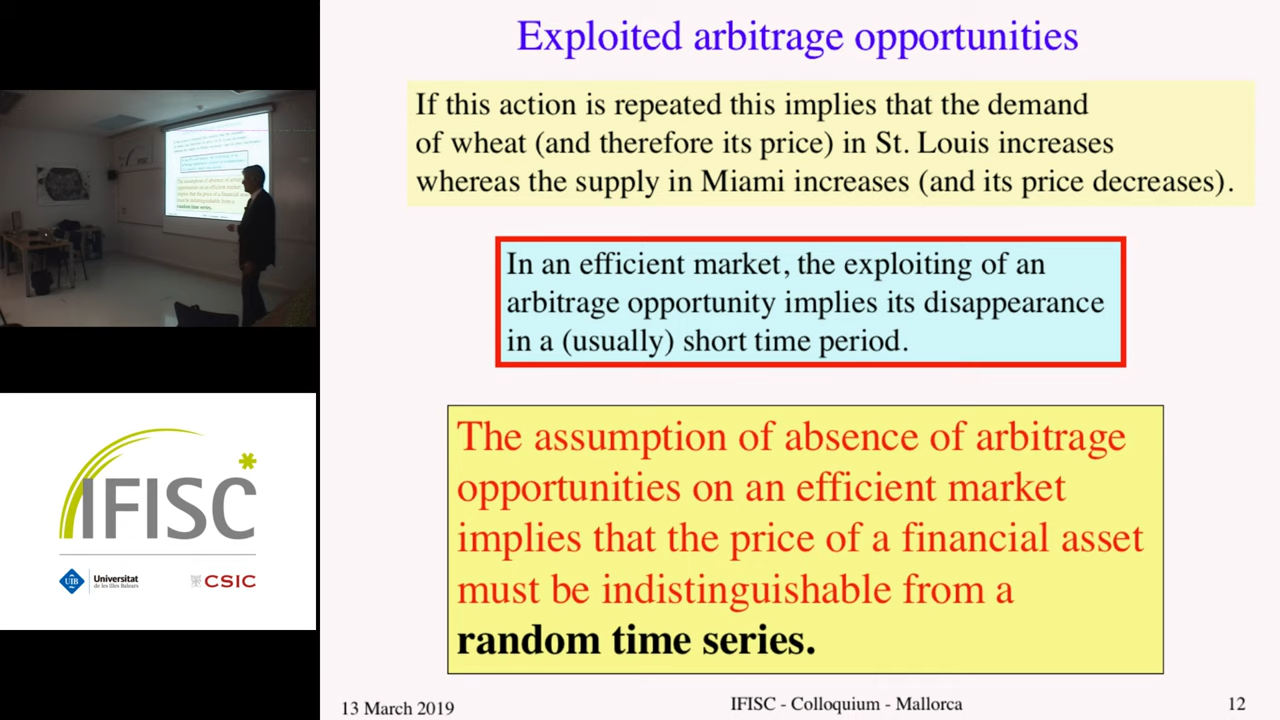 Exploited arbitrage opportunities
If this action is repeated this implies that the demand
of wheat (and therefore its price) in St. Louis increases
whereas the supply in Miami increases (and its price decreases).
In an efficient market, the exploiting of an
arbitrage opportunity implies its disappearance
in a (usually) short time period.
The assumption of absence of arbitrage
opportunities on an efficient market
implies that the price of a financial asset
must be indistinguishable from a
random time series.
IFISC
UIB
Universitat
de les Illes Balears
CSIC
13 March 2019
IFISC - Colloquium - Mallorca
12